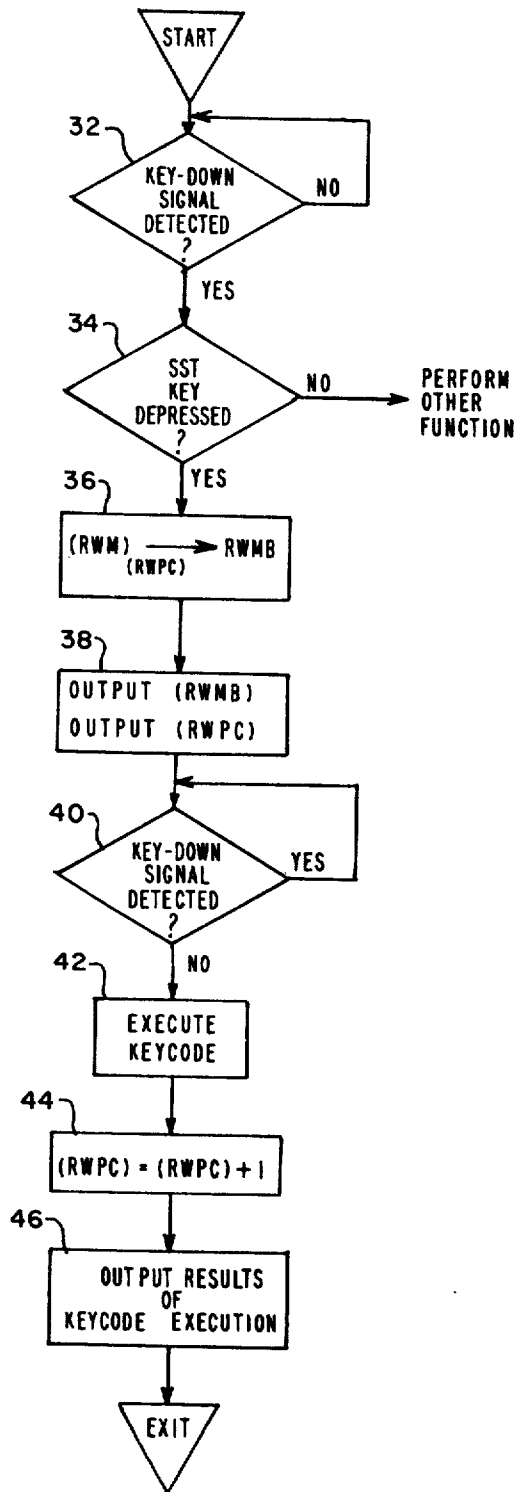 START
32
KEY-DOWN
SIGNAL
DETECTED
?
NO
YES
34
SST
KEY
DEPRESSED
?
NO
PERFORM
OTHER
FUNCTION
YES
36
(RWM) → RWMB
(RWPC)
38
OUTPUT (RWMB)
OUTPUT (RWPC)
40
KEY-DOWN
SIGNAL
DETECTED
?
YES
NO
42
EXECUTE
KEYCODE
44
(RWPC) = (RWPC) + 1
46
OUTPUT RESULTS
OF
KEYCODE EXECUTION
EXIT